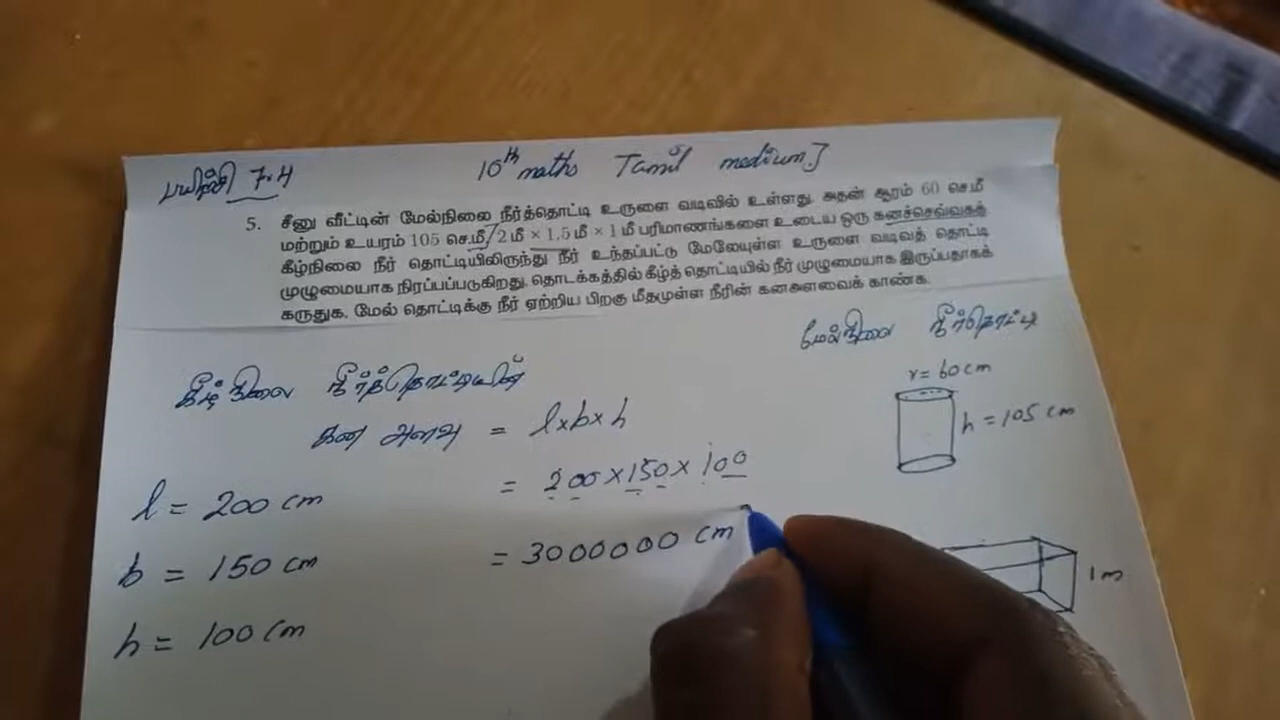 பயிற்சி 7.4
10th maths Tamil medium]
5. சீனு வீட்டின் மேல்நிலை நீர்த்தொட்டி உருளை வடிவில் உள்ளது. அதன் ஆரம் 60 செ.மீ
மற்றும் உயரம் 105 செ.மீ. 2 மீ × 1.5 மீ × 1 மீ பரிமாணங்களை உடைய ஒரு கனச்செவ்வகத்
கீழ்நிலை நீர் தொட்டியிலிருந்து நீர் உந்தப்பட்டு மேலேயுள்ள உருளை வடிவத் தொட்டி
முழுமையாக நிரப்பப்படுகிறது. தொடக்கத்தில் கீழ்த் தொட்டியில் நீர் முழுமையாக இருப்பதாகக்
கருதுக. மேல் தொட்டிக்கு நீர் ஏற்றிய பிறகு மீதமுள்ள நீரின் கனஅளவைக் காண்க.
மேல்நிலை நீர்தொட்டி
கீழ்நிலை நீர்த்தொட்டியின்
கன அளவு = l×b×h
r = 60 cm
h = 105 cm
l = 200 cm
= 200×150×100
b = 150 cm
= 3000000 cm
1m
h = 100 cm